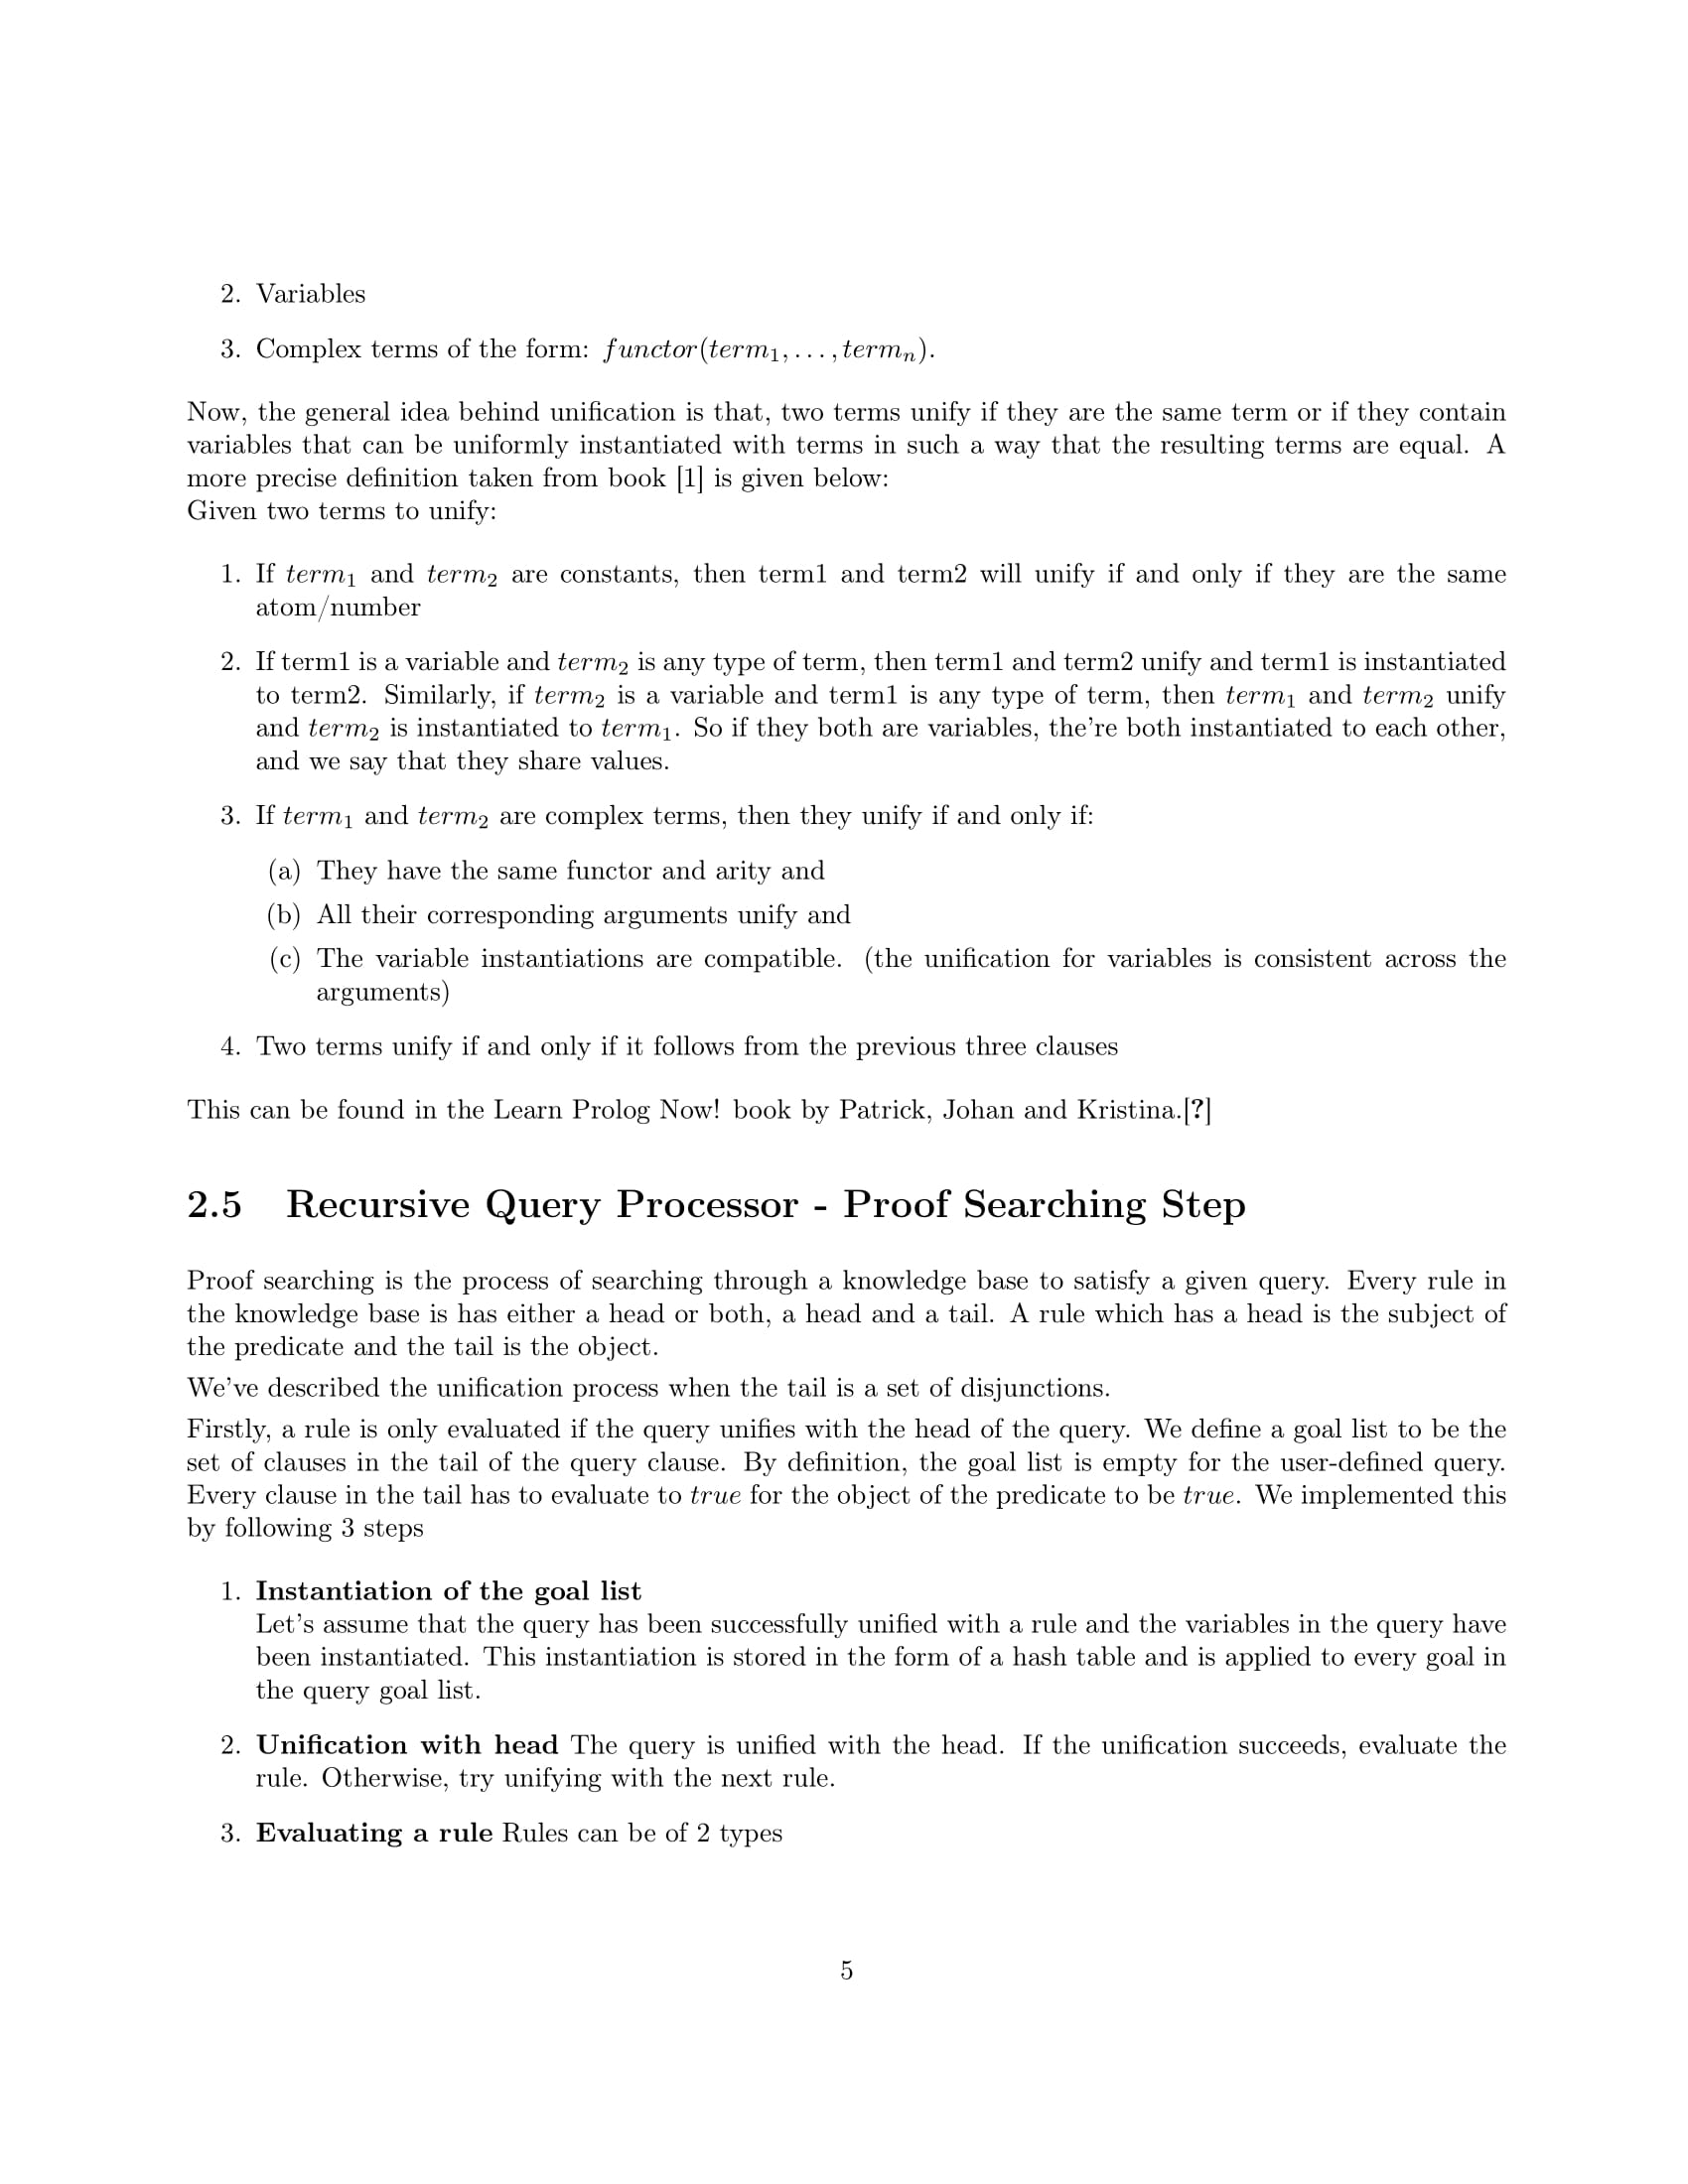 2. Variables
3. Complex terms of the form: functor(term₁, . . . , termₙ).
Now, the general idea behind unification is that, two terms unify if they are the same term or if they contain
variables that can be uniformly instantiated with terms in such a way that the resulting terms are equal. A
more precise definition taken from book [1] is given below:
Given two terms to unify:
1. If term₁ and term₂ are constants, then term1 and term2 will unify if and only if they are the same
atom/number
2. If term1 is a variable and term₂ is any type of term, then term1 and term2 unify and term1 is instantiated
to term2. Similarly, if term₂ is a variable and term1 is any type of term, then term₁ and term₂ unify
and term₂ is instantiated to term₁. So if they both are variables, the're both instantiated to each other,
and we say that they share values.
3. If term₁ and term₂ are complex terms, then they unify if and only if:
(a) They have the same functor and arity and
(b) All their corresponding arguments unify and
(c) The variable instantiations are compatible. (the unification for variables is consistent across the
arguments)
4. Two terms unify if and only if it follows from the previous three clauses
This can be found in the Learn Prolog Now! book by Patrick, Johan and Kristina.[?]
2.5 Recursive Query Processor - Proof Searching Step
Proof searching is the process of searching through a knowledge base to satisfy a given query. Every rule in
the knowledge base is has either a head or both, a head and a tail. A rule which has a head is the subject of
the predicate and the tail is the object.
We've described the unification process when the tail is a set of disjunctions.
Firstly, a rule is only evaluated if the query unifies with the head of the query. We define a goal list to be the
set of clauses in the tail of the query clause. By definition, the goal list is empty for the user-defined query.
Every clause in the tail has to evaluate to true for the object of the predicate to be true. We implemented this
by following 3 steps
1. Instantiation of the goal list
Let's assume that the query has been successfully unified with a rule and the variables in the query have
been instantiated. This instantiation is stored in the form of a hash table and is applied to every goal in
the query goal list.
2. Unification with head The query is unified with the head. If the unification succeeds, evaluate the
rule. Otherwise, try unifying with the next rule.
3. Evaluating a rule Rules can be of 2 types
5